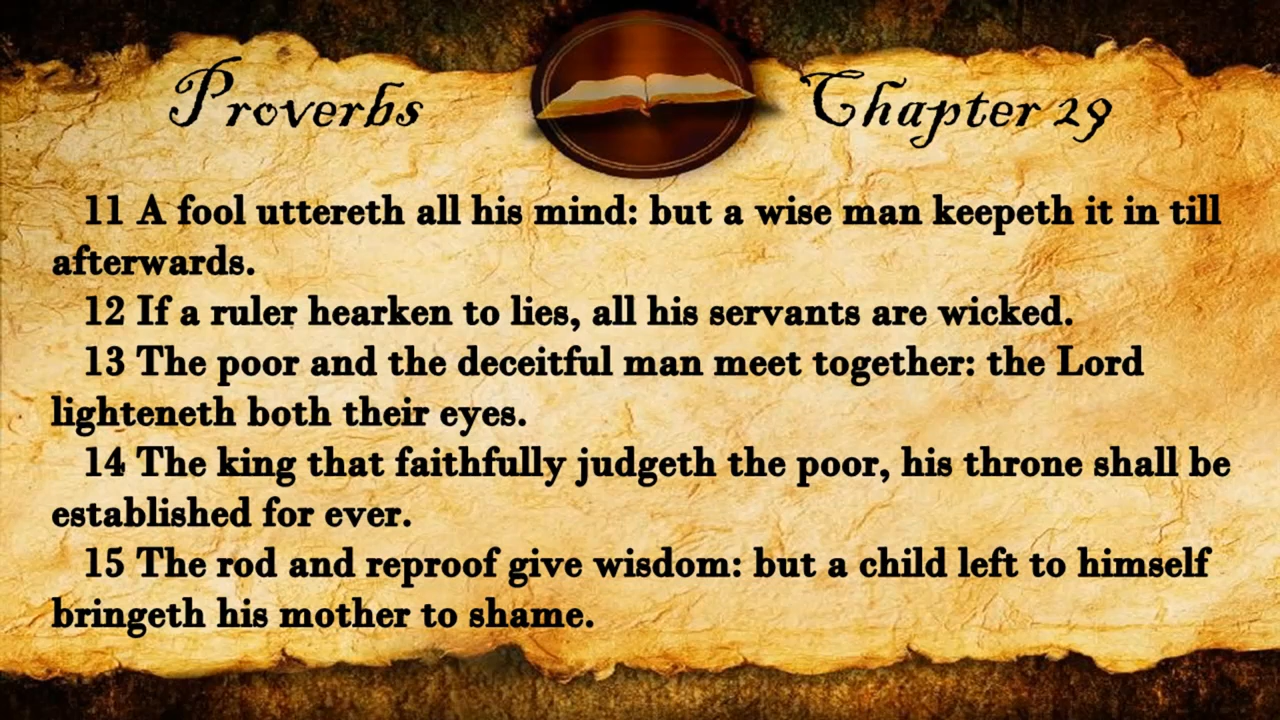 Proverbs Chapter 29
11 A fool uttereth all his mind: but a wise man keepeth it in till
afterwards.
12 If a ruler hearken to lies, all his servants are wicked.
13 The poor and the deceitful man meet together: the Lord
lighteneth both their eyes.
14 The king that faithfully judgeth the poor, his throne shall be
established for ever.
15 The rod and reproof give wisdom: but a child left to himself
bringeth his mother to shame.